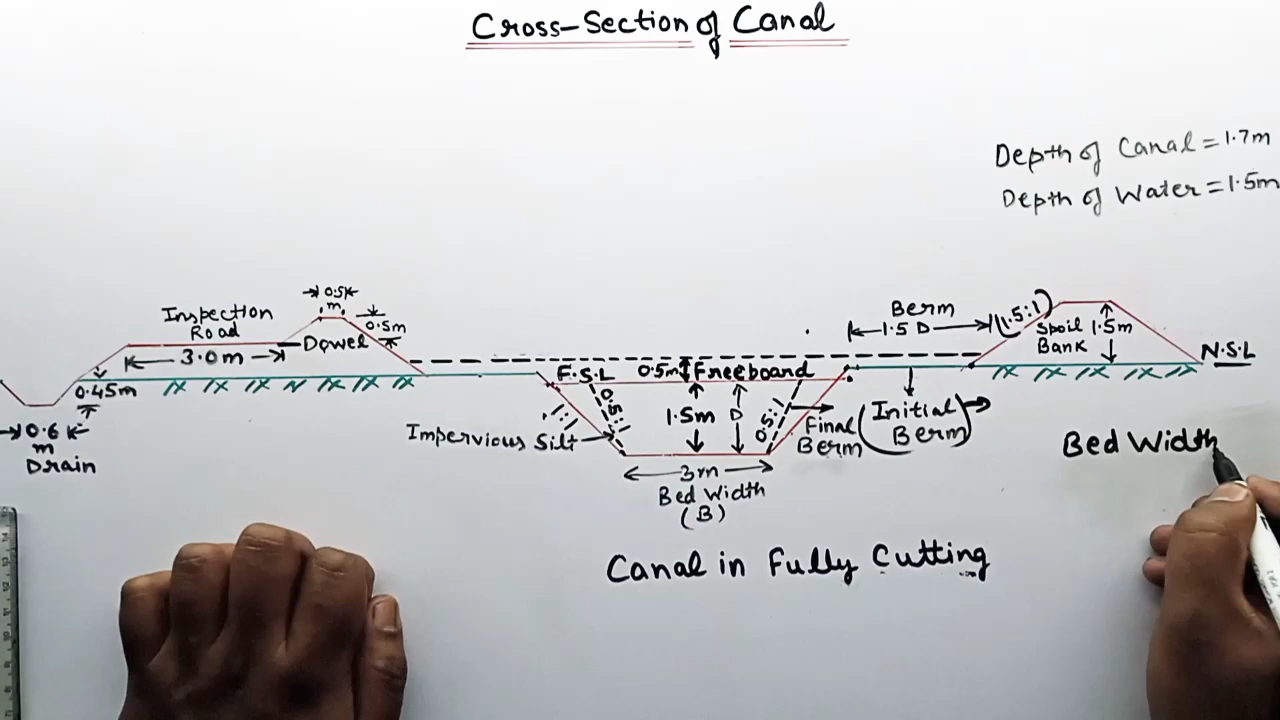 Cross-Section of Canal
Depth of Canal = 1.7m
Depth of Water = 1.5m
0.5
m
Inspection
Road
3.0m
Dowel
0.5m
0.45m
0.6
m
Drain
F.S.L
0.5m
Freeboard
1:1
0.5:1
1.5m
D
0.5:1
Impervious Silt
3m
Bed Width
(B)
Final
Berm
(Initial
Berm)
Berm
1.5 D
(1.5:1)
Spoil
Bank
1.5m
N.S.L
Bed Width
Canal in Fully Cutting